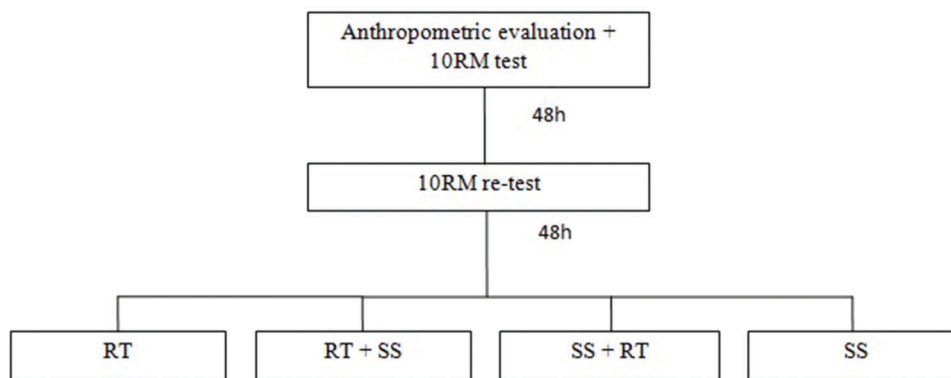 Anthropometric evaluation +
10RM test
48h
10RM re-test
48h
RT
RT + SS
SS + RT
SS